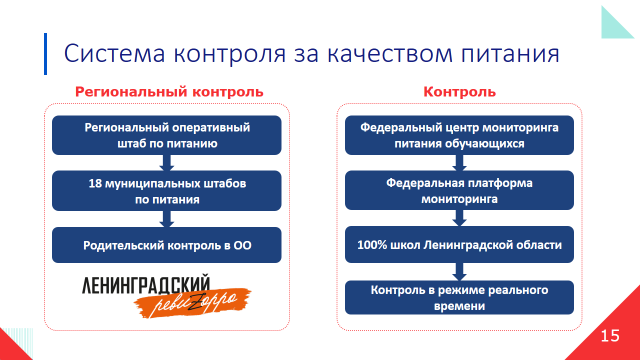 Система контроля за качеством питания
Региональный контроль
Региональный оперативный
штаб по питанию
18 муниципальных штабов
по питания
Родительский контроль в ОО
ЛЕНИНГРАДСКИЙ
ревиZорро
Контроль
Федеральный центр мониторинга
питания обучающихся
Федеральная платформа
мониторинга
100% школ Ленинградской области
Контроль в режиме реального
времени
15